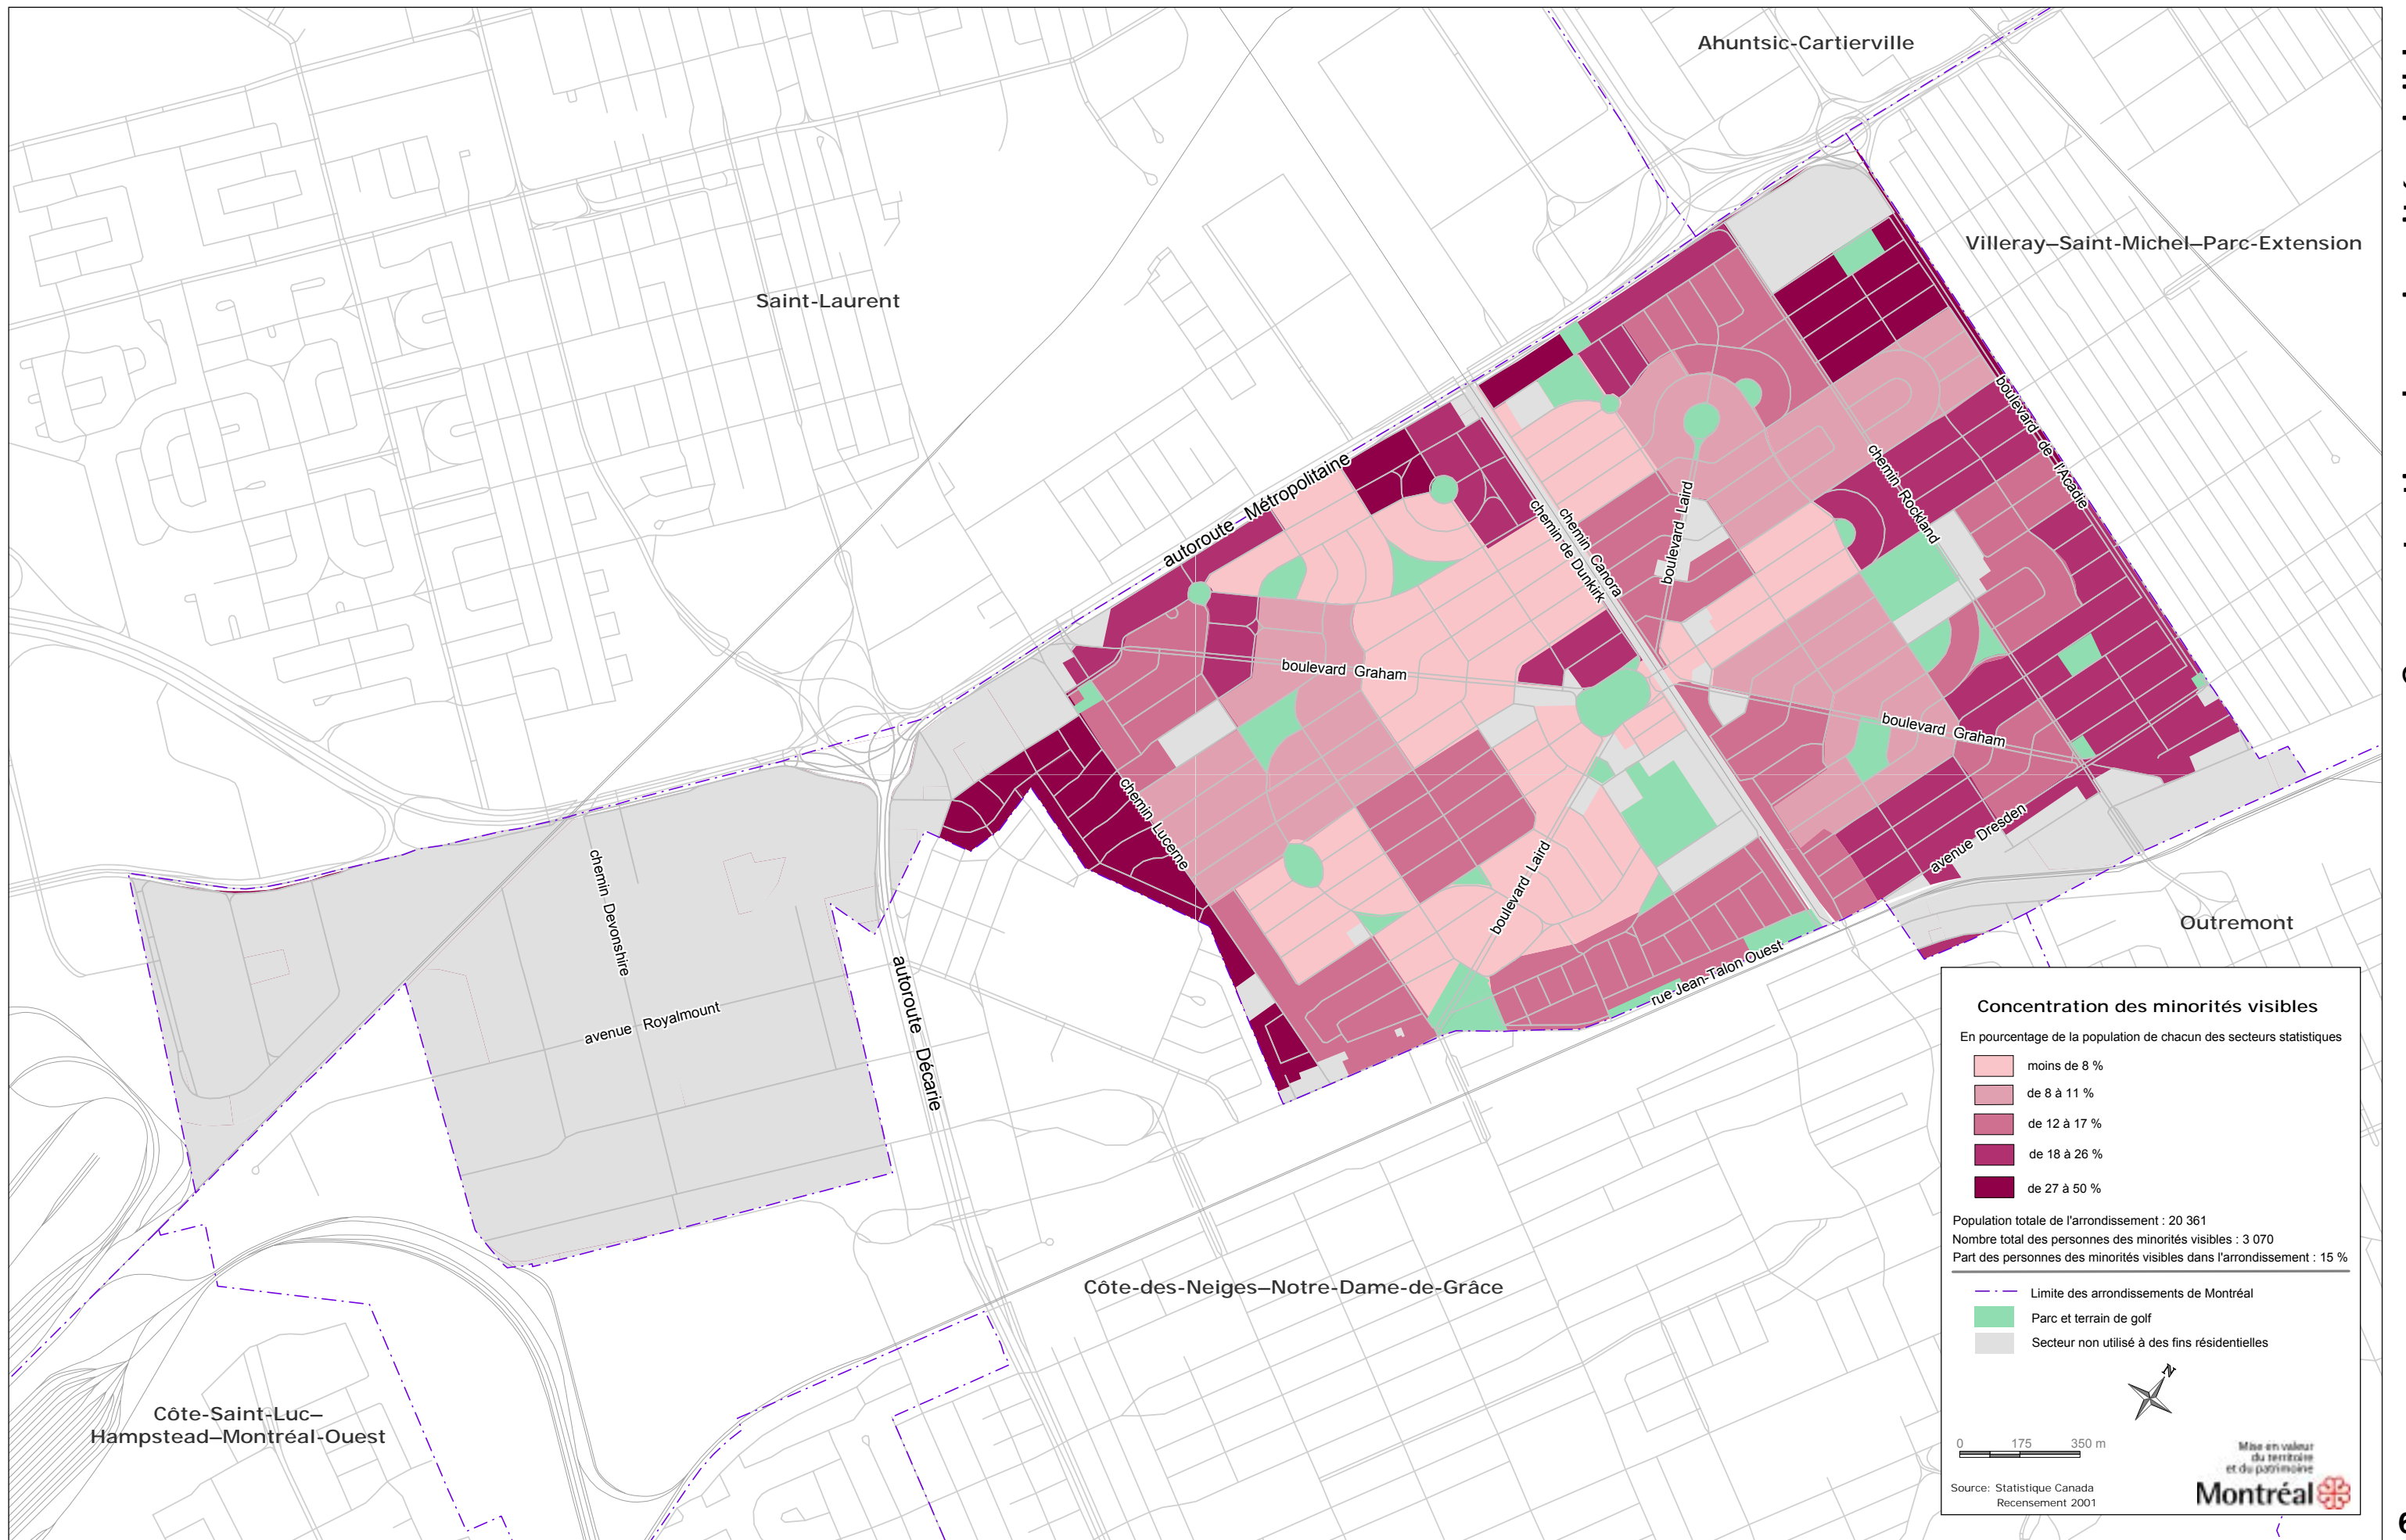 Ahuntsic-Cartierville
Villeray–Saint-Michel–Parc-Extension
Saint-Laurent
autoroute Métropolitaine
boulevard de l'Acadie
chemin Rockland
boulevard Laird
chemin Canora
chemin de Dunkirk
boulevard Graham
boulevard Graham
chemin Lucerne
boulevard Laird
avenue Dresden
rue Jean-Talon Ouest
chemin Devonshire
avenue Royalmount
autoroute Décarie
Outremont
Côte-des-Neiges–Notre-Dame-de-Grâce
Côte-Saint-Luc–
Hampstead–Montréal-Ouest
Concentration des minorités visibles
En pourcentage de la population de chacun des secteurs statistiques
moins de 8 %
de 8 à 11 %
de 12 à 17 %
de 18 à 26 %
de 27 à 50 %
Population totale de l'arrondissement : 20 361
Nombre total des personnes des minorités visibles : 3 070
Part des personnes des minorités visibles dans l'arrondissement : 15 %
Limite des arrondissements de Montréal
Parc et terrain de golf
Secteur non utilisé à des fins résidentielles
N
0 175 350 m
Mise en valeur
du territoire
et du patrimoine
Montréal
Source: Statistique Canada
Recensement 2001